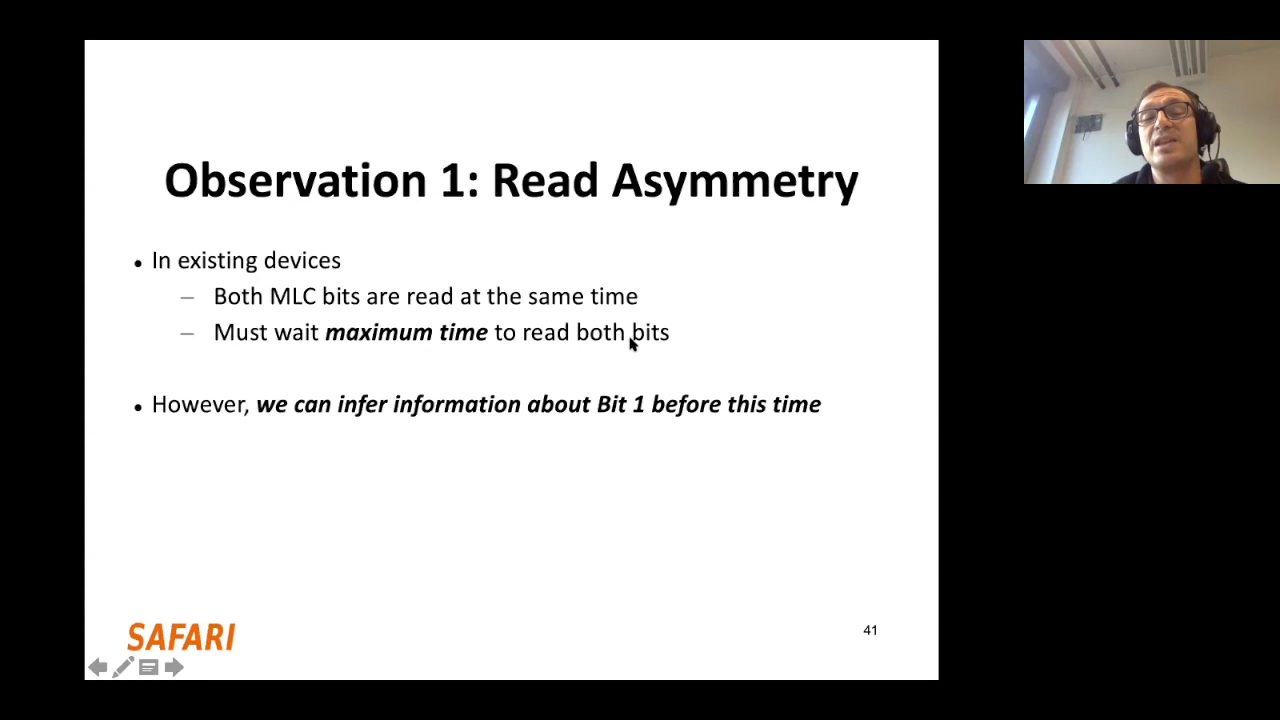 Observation 1: Read Asymmetry
• In existing devices
– Both MLC bits are read at the same time
– Must wait maximum time to read both bits
• However, we can infer information about Bit 1 before this time
SAFARI
41